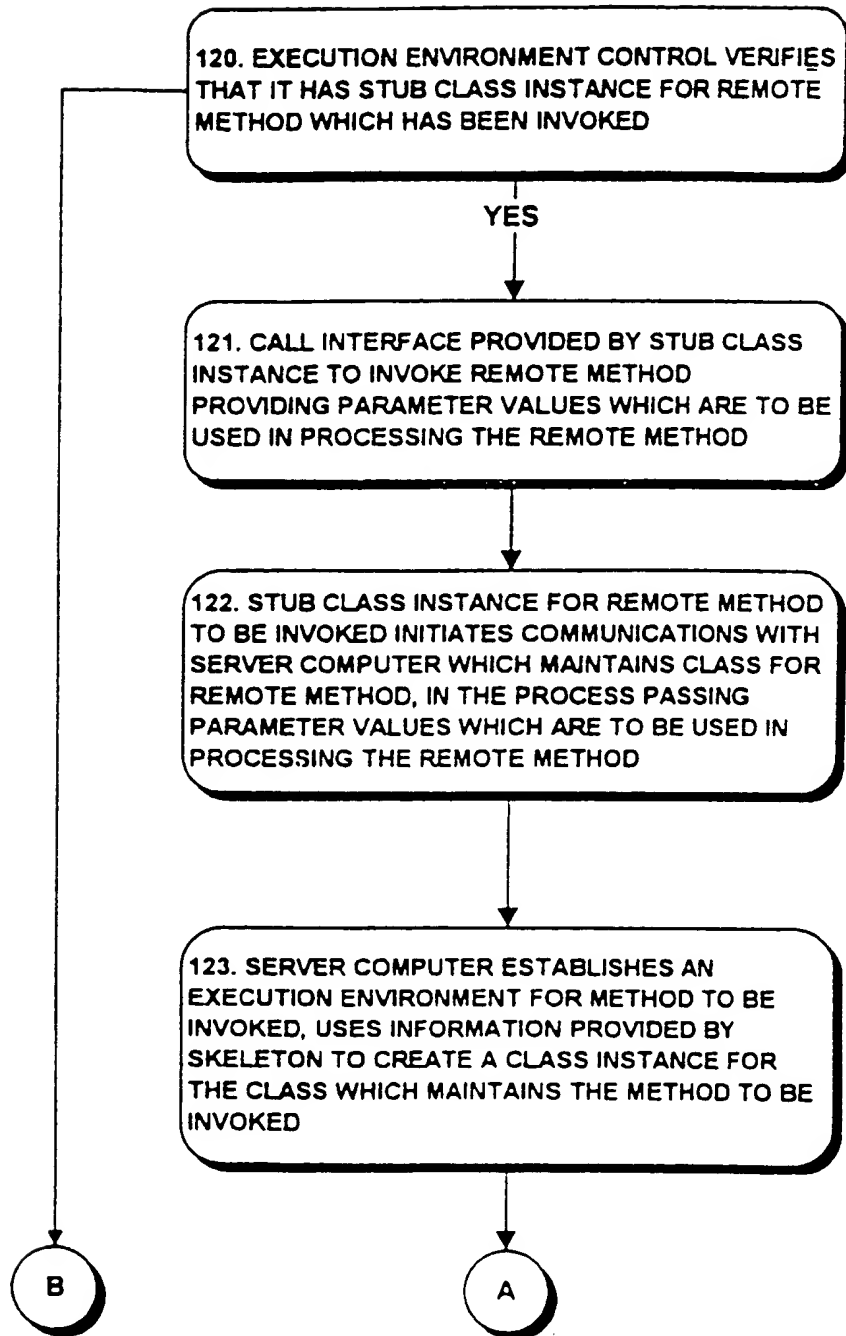 120. EXECUTION ENVIRONMENT CONTROL VERIFIES
THAT IT HAS STUB CLASS INSTANCE FOR REMOTE
METHOD WHICH HAS BEEN INVOKED
YES
121. CALL INTERFACE PROVIDED BY STUB CLASS
INSTANCE TO INVOKE REMOTE METHOD
PROVIDING PARAMETER VALUES WHICH ARE TO BE
USED IN PROCESSING THE REMOTE METHOD
122. STUB CLASS INSTANCE FOR REMOTE METHOD
TO BE INVOKED INITIATES COMMUNICATIONS WITH
SERVER COMPUTER WHICH MAINTAINS CLASS FOR
REMOTE METHOD, IN THE PROCESS PASSING
PARAMETER VALUES WHICH ARE TO BE USED IN
PROCESSING THE REMOTE METHOD
123. SERVER COMPUTER ESTABLISHES AN
EXECUTION ENVIRONMENT FOR METHOD TO BE
INVOKED, USES INFORMATION PROVIDED BY
SKELETON TO CREATE A CLASS INSTANCE FOR
THE CLASS WHICH MAINTAINS THE METHOD TO BE
INVOKED
B
A